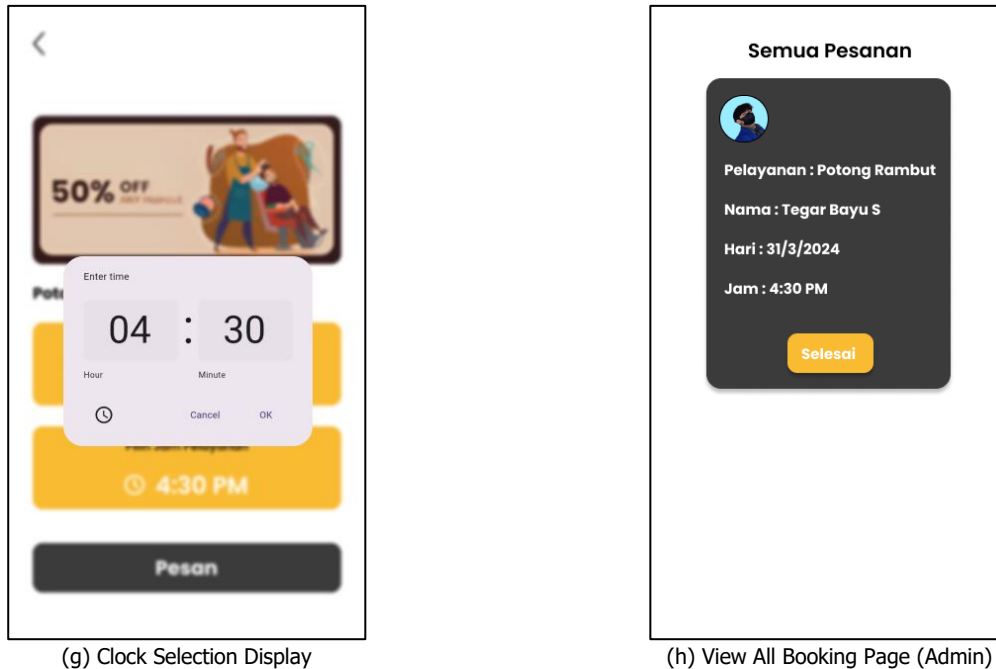 50% OFF
Enter time
04 : 30
Hour Minute
Cancel OK
4:30 PM
Pesan
(g) Clock Selection Display
Semua Pesanan
Pelayanan : Potong Rambut
Nama : Tegar Bayu S
Hari : 31/3/2024
Jam : 4:30 PM
Selesai
(h) View All Booking Page (Admin)